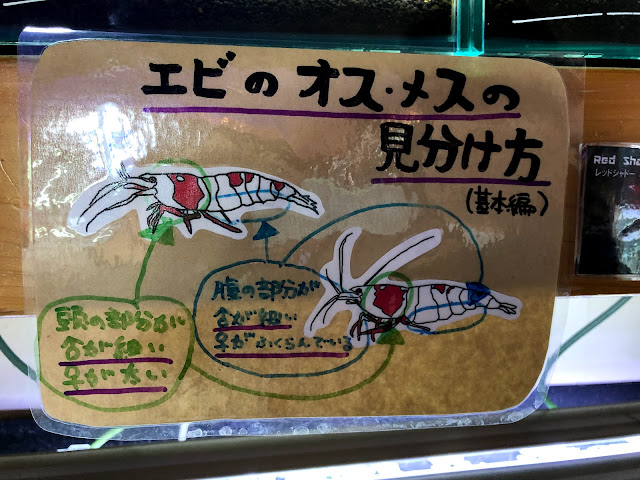 エビのオス・メスの
見分け方
(基本編)
頭の部分が
♂が細い
♀が太い
腹の部分が
♂が細い
♀がふくらんでいる
レッドシャドー